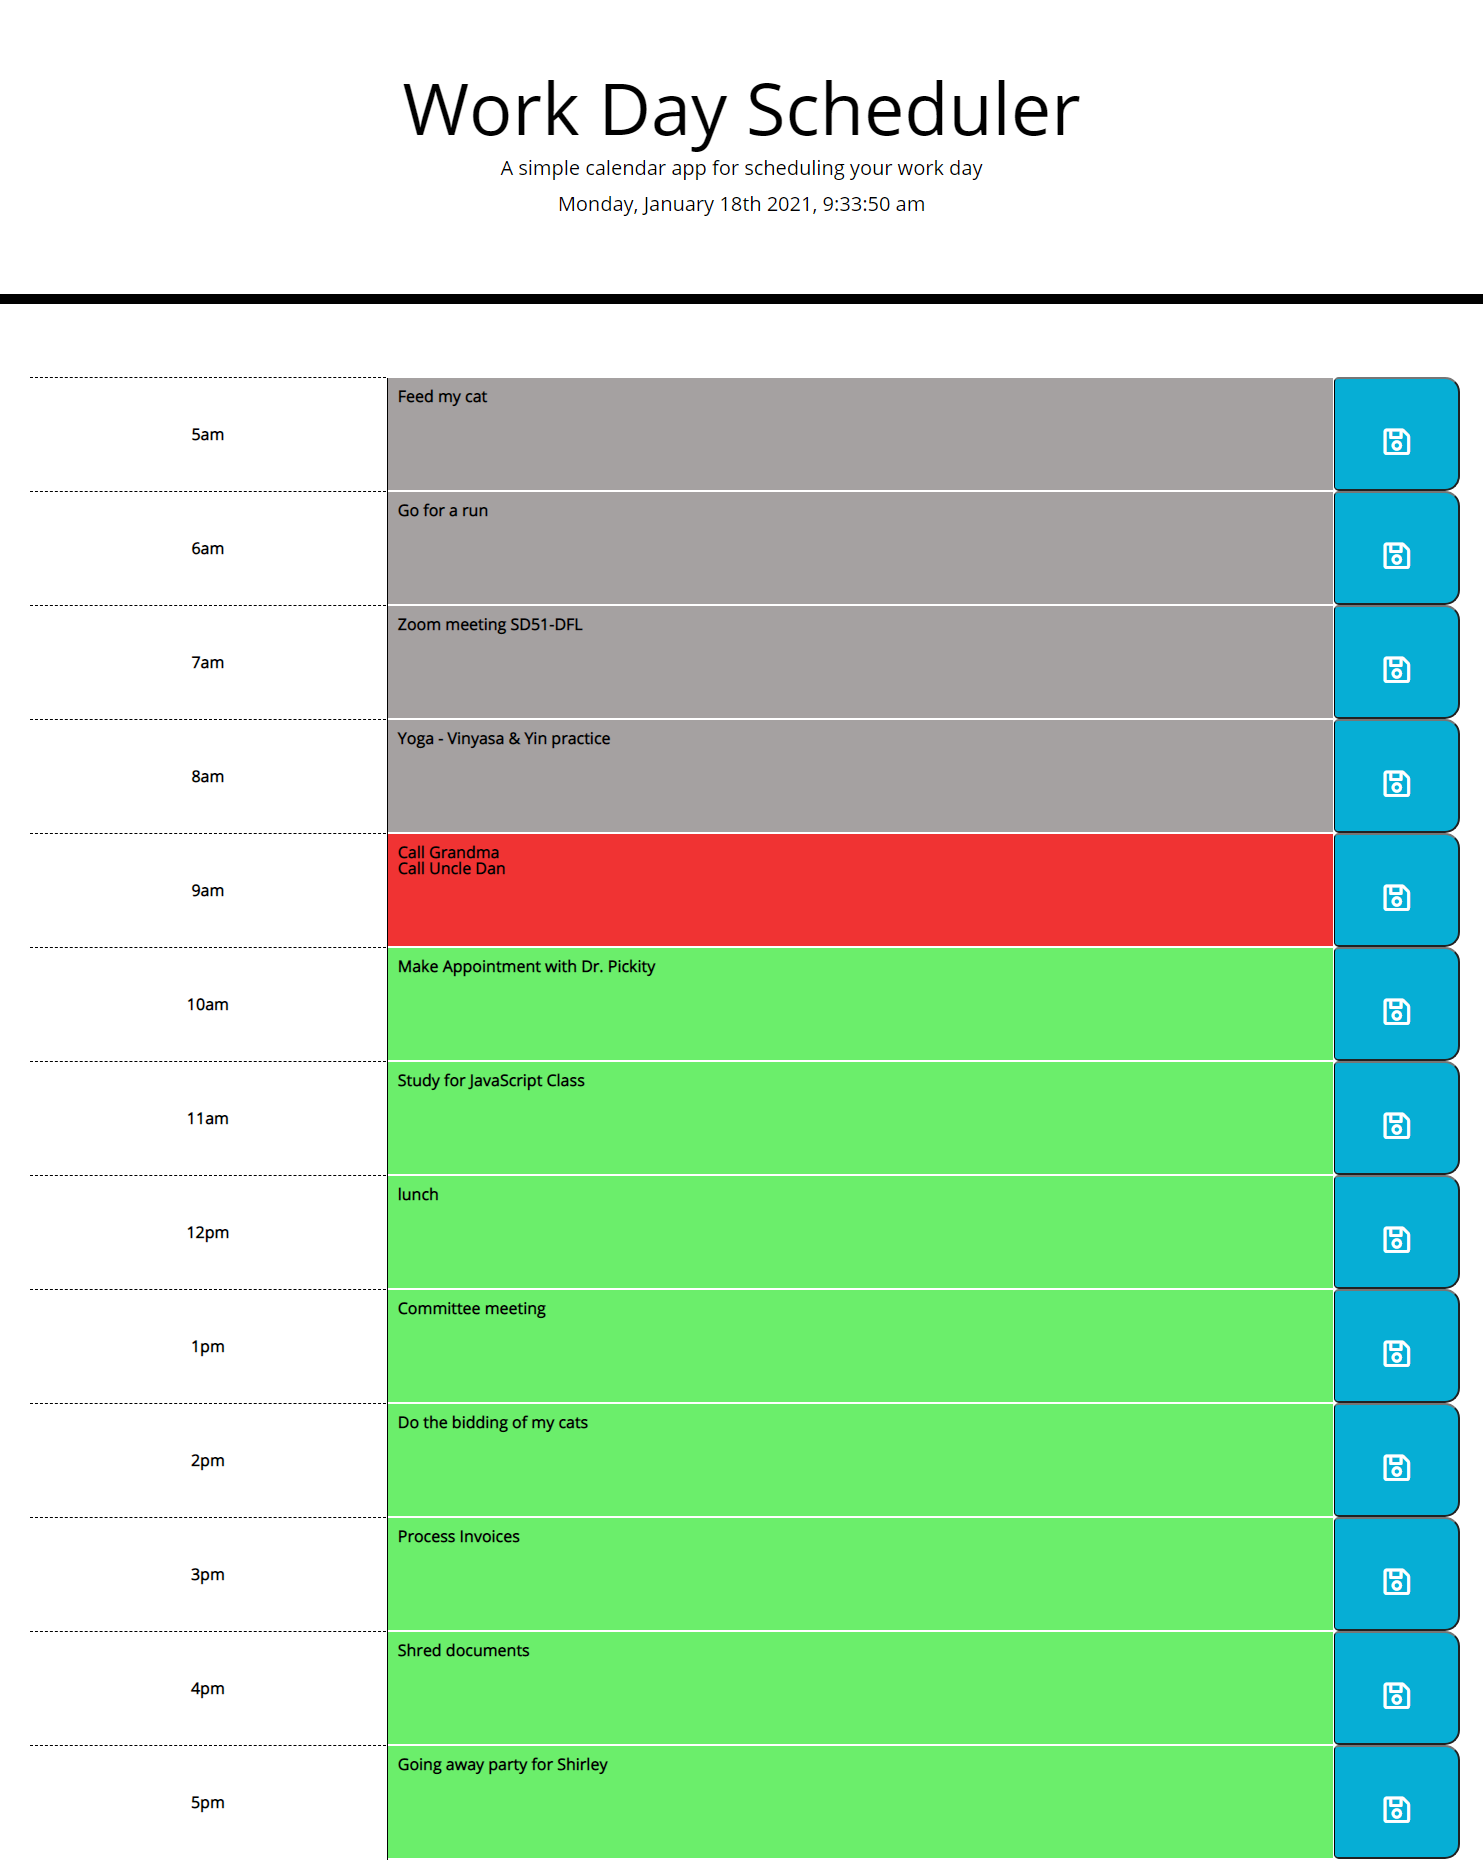 Work Day Scheduler
A simple calendar app for scheduling your work day
Monday, January 18th 2021, 9:33:50 am
5am
Feed my cat
6am
Go for a run
7am
Zoom meeting SD51-DFL
8am
Yoga - Vinyasa & Yin practice
9am
Call Grandma
Call Uncle Dan
10am
Make Appointment with Dr. Pickity
11am
Study for JavaScript Class
12pm
lunch
1pm
Committee meeting
2pm
Do the bidding of my cats
3pm
Process Invoices
4pm
Shred documents
5pm
Going away party for Shirley